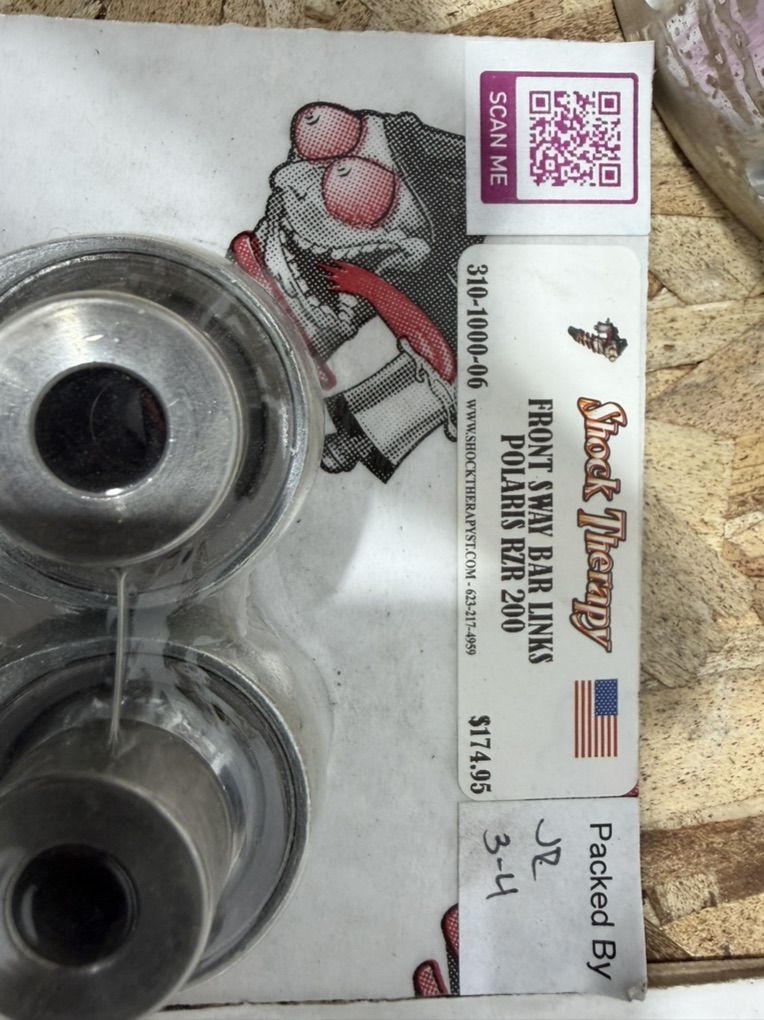 SCAN ME
Shock Therapy
FRONT SWAY BAR LINKS
POLARIS RZR 200
310-1000-06 WWW.SHOCKTHERAPYST.COM - 623-217-4959 $174.95
Packed By
JR
3-4